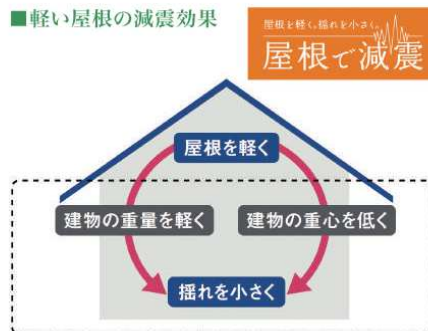 ■軽い屋根の減震効果
屋根を軽く、揺れを小さく。
屋根で減震
屋根を軽く
建物の重量を軽く
建物の重心を低く
揺れを小さく